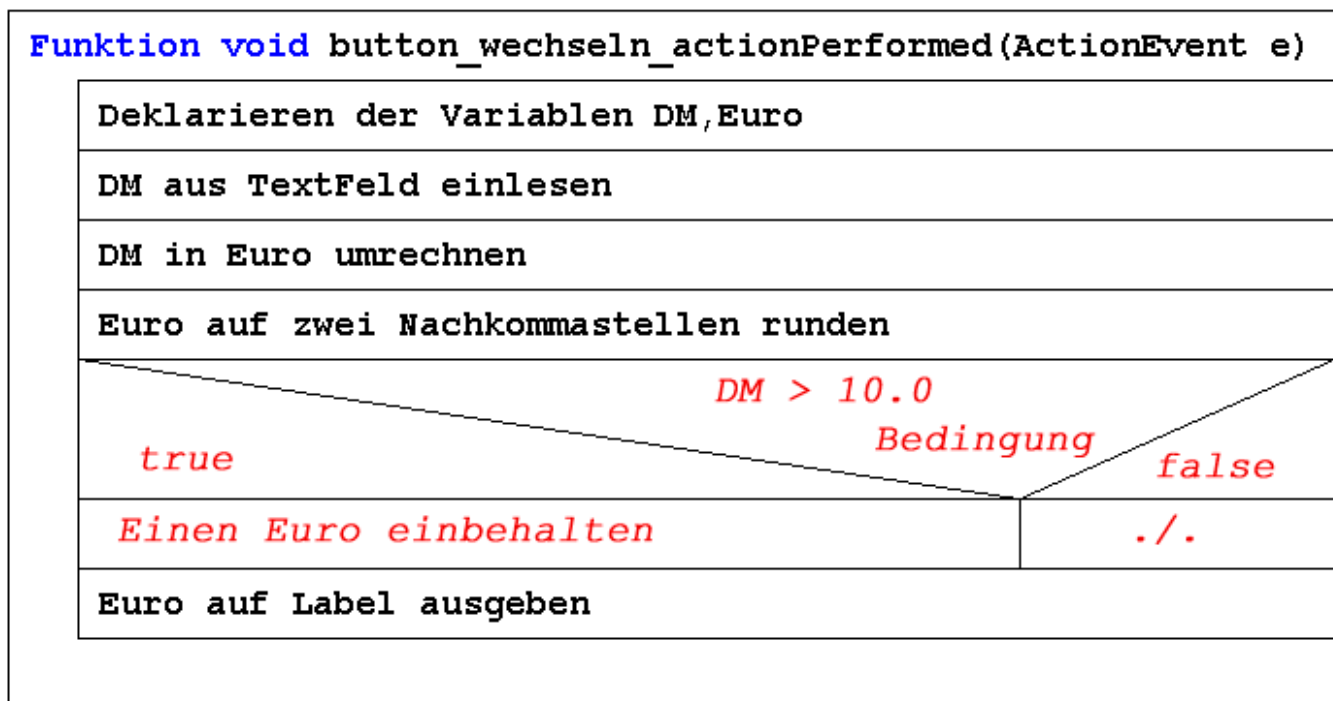 Funktion void button_wechseln_actionPerformed(ActionEvent e)
Deklarieren der Variablen DM,Euro
DM aus TextFeld einlesen
DM in Euro umrechnen
Euro auf zwei Nachkommastellen runden
DM > 10.0
Bedingung
true
false
Einen Euro einbehalten
./.
Euro auf Label ausgeben